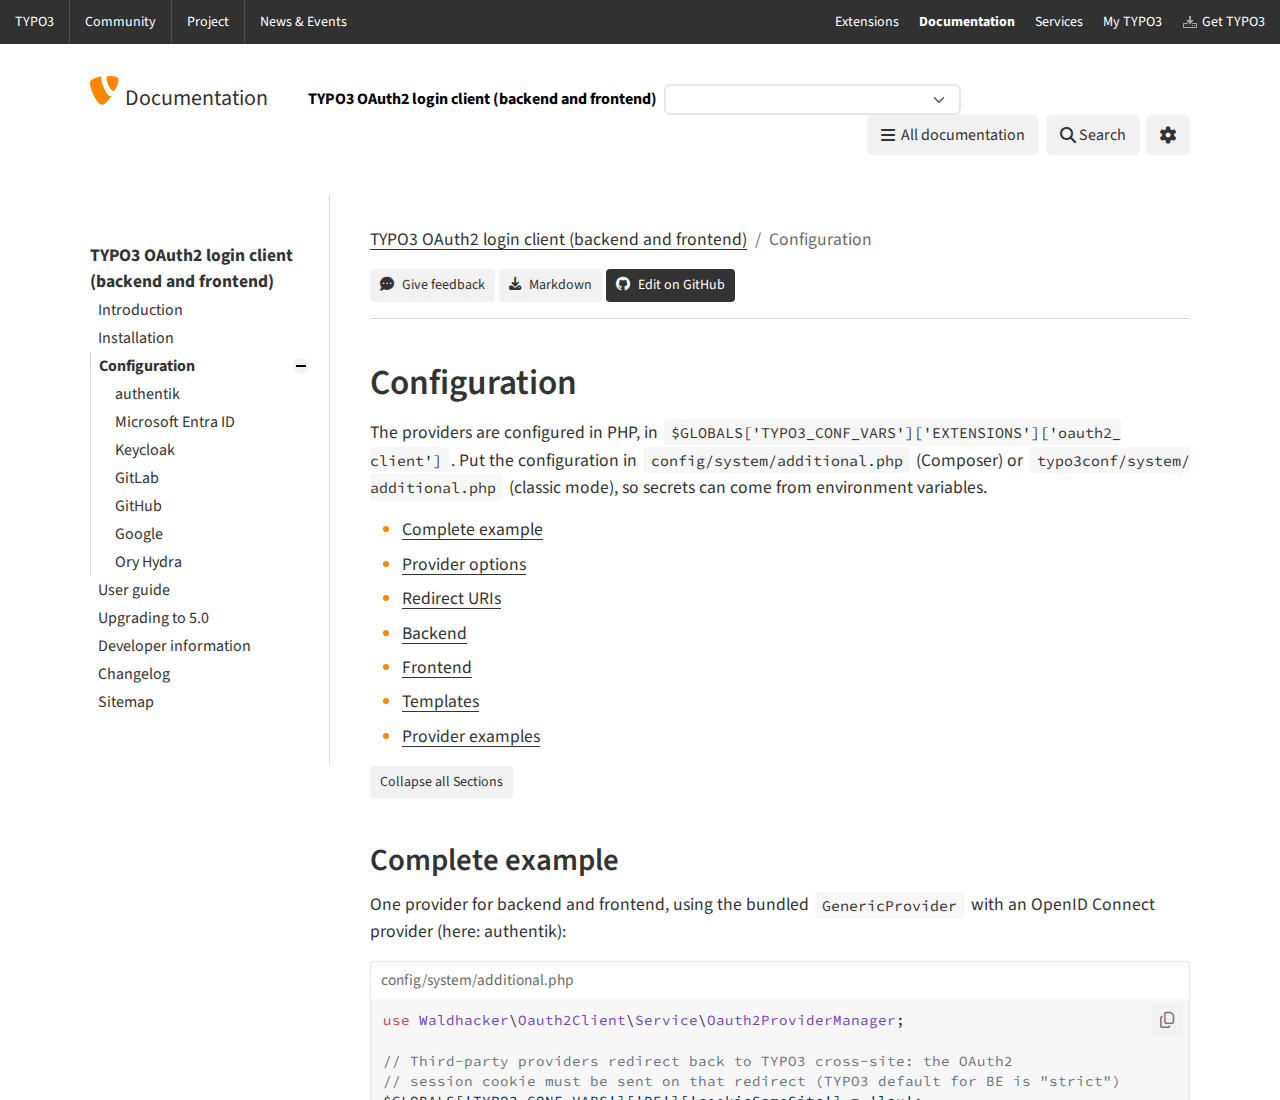 TYPO3 Community Project News & Events Extensions Documentation Services My TYPO3 Get TYPO3
Documentation TYPO3 OAuth2 login client (backend and frontend)
All documentation Search
TYPO3 OAuth2 login client (backend and frontend) / Configuration
Give feedback Markdown Edit on GitHub
TYPO3 OAuth2 login client
(backend and frontend)
Introduction
Installation
Configuration
authentik
Microsoft Entra ID
Keycloak
GitLab
GitHub
Google
Ory Hydra
User guide
Upgrading to 5.0
Developer information
Changelog
Sitemap
Configuration
The providers are configured in PHP, in $GLOBALS['TYPO3_CONF_VARS']['EXTENSIONS']['oauth2_
client'] . Put the configuration in config/system/additional.php (Composer) or typo3conf/system/
additional.php (classic mode), so secrets can come from environment variables.
Complete example
Provider options
Redirect URIs
Backend
Frontend
Templates
Provider examples
Collapse all Sections
Complete example
One provider for backend and frontend, using the bundled GenericProvider with an OpenID Connect
provider (here: authentik):
config/system/additional.php
use Waldhacker\Oauth2Client\Service\Oauth2ProviderManager;
// Third-party providers redirect back to TYPO3 cross-site: the OAuth2
// session cookie must be sent on that redirect (TYPO3 default for BE is "strict")
$GLOBALS['TYPO3_CONF_VARS']['BE']['cookieSameSite'] = 'lax';